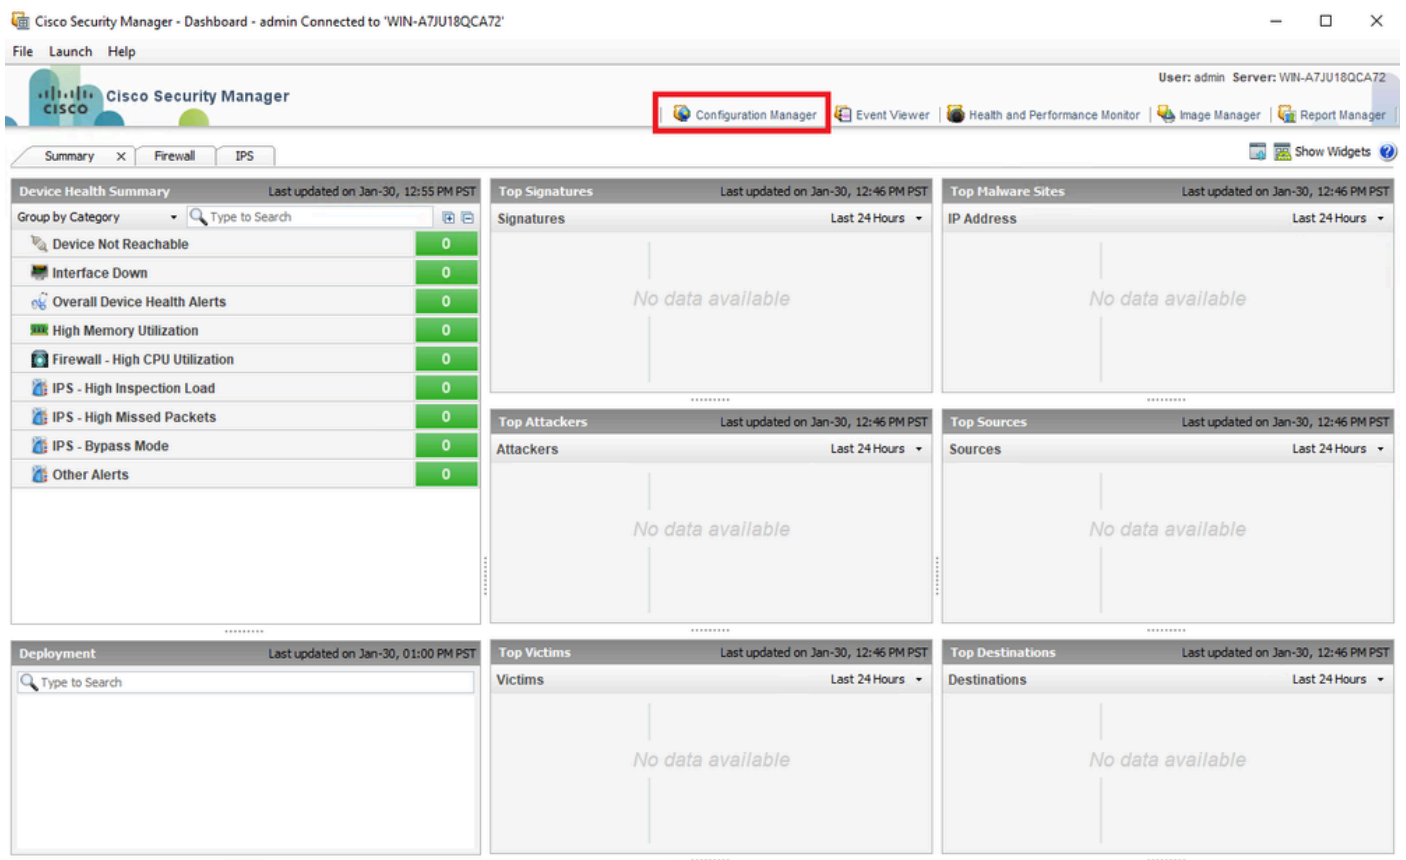 Cisco Security Manager - Dashboard - admin Connected to 'WIN-A7JU18QCA72'
File Launch Help
User: admin Server: WIN-A7JU18QCA72
CISCO
Cisco Security Manager
Configuration Manager
Event Viewer
Health and Performance Monitor
Image Manager
Report Manager
Summary X Firewall IPS
Show Widgets
Device Health Summary Last updated on Jan-30, 12:55 PM PST
Group by Category Type to Search
Device Not Reachable 0
Interface Down 0
Overall Device Health Alerts 0
High Memory Utilization 0
Firewall - High CPU Utilization 0
IPS - High Inspection Load 0
IPS - High Missed Packets 0
IPS - Bypass Mode 0
Other Alerts 0
Deployment Last updated on Jan-30, 01:00 PM PST
Type to Search
Top Signatures Last updated on Jan-30, 12:46 PM PST
Signatures Last 24 Hours
No data available
Top Attackers Last updated on Jan-30, 12:46 PM PST
Attackers Last 24 Hours
No data available
Top Victims Last updated on Jan-30, 12:46 PM PST
Victims Last 24 Hours
No data available
Top Malware Sites Last updated on Jan-30, 12:46 PM PST
IP Address Last 24 Hours
No data available
Top Sources Last updated on Jan-30, 12:46 PM PST
Sources Last 24 Hours
No data available
Top Destinations Last updated on Jan-30, 12:46 PM PST
Destinations Last 24 Hours
No data available